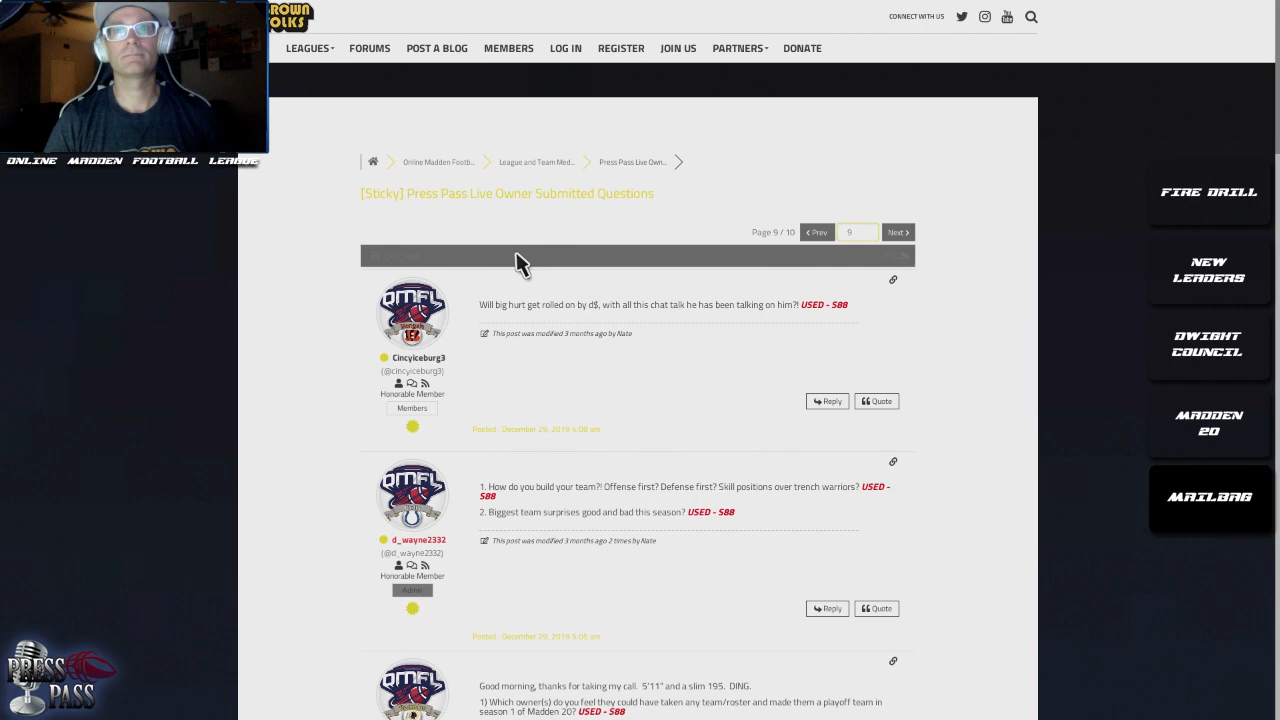 ROWN
OLKS
CONNECT WITH US
LEAGUES FORUMS POST A BLOG MEMBERS LOG IN REGISTER JOIN US PARTNERS DONATE
ONLINE MADDEN FOOTBALL LEAGUE
Online Madden Footb... League and Team Med... Press Pass Live Own...
[Sticky] Press Pass Live Owner Submitted Questions
Page 9 / 10 Prev 9 Next
Will big hurt get rolled on by d$, with all this chat talk he has been talking on him?! USED - S88
This post was modified 3 months ago by Nate
QMFL
Bengals
Cincyiceburg3
(@cincyiceburg3)
Honorable Member
Members
Reply Quote
Posted : December 29, 2019 4:08 am
1. How do you build your team?! Offense first? Defense first? Skill positions over trench warriors? USED -
S88
2. Biggest team surprises good and bad this season? USED - S88
This post was modified 3 months ago 2 times by Nate
QMFL
d_wayne2332
(@d_wayne2332)
Honorable Member
Admin
Reply Quote
Posted : December 29, 2019 5:05 am
Good morning, thanks for taking my call. 5'11" and a slim 195. DING.
1) Which owner(s) do you feel they could have taken any team/roster and made them a playoff team in
season 1 of Madden 20? USED - S88
QMFL
FIRE DRILL
NEW
LEADERS
DWIGHT
COUNCIL
MADDEN
20
MAILBAG
PRESS
PASS